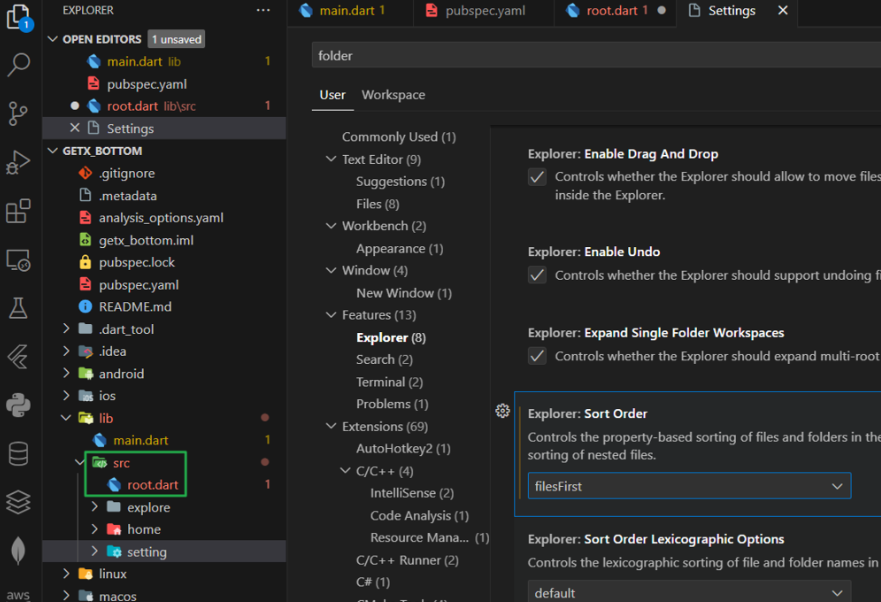 1
EXPLORER
...
OPEN EDITORS 1 unsaved
main.dart lib 1
pubspec.yaml
root.dart lib\src 1
Settings
GETX_BOTTOM
.gitignore
.metadata
analysis_options.yaml
getx_bottom.iml
pubspec.lock
pubspec.yaml
README.md
.dart_tool
.idea
android
ios
lib
main.dart 1
src
root.dart 1
explore
home
setting
linux
macos
aws
main.dart 1
pubspec.yaml
root.dart 1
Settings
folder
User Workspace
Commonly Used (1)
Text Editor (9)
Suggestions (1)
Files (8)
Workbench (2)
Appearance (1)
Window (4)
New Window (1)
Features (13)
Explorer (8)
Search (2)
Terminal (2)
Problems (1)
Extensions (69)
AutoHotkey2 (1)
C/C++ (4)
IntelliSense (2)
Code Analysis (1)
Resource Mana... (1)
C/C++ Runner (2)
C# (1)
CMake Tools (4)
Explorer: Enable Drag And Drop
Controls whether the Explorer should allow to move files
inside the Explorer.
Explorer: Enable Undo
Controls whether the Explorer should support undoing fi
Explorer: Expand Single Folder Workspaces
Controls whether the Explorer should expand multi-root
Explorer: Sort Order
Controls the property-based sorting of files and folders in the
sorting of nested files.
filesFirst
Explorer: Sort Order Lexicographic Options
Controls the lexicographic sorting of file and folder names in
default